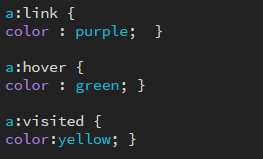 a:link {
color : purple;  }
a:hover {
color : green; }
a:visited {
color:yellow; }